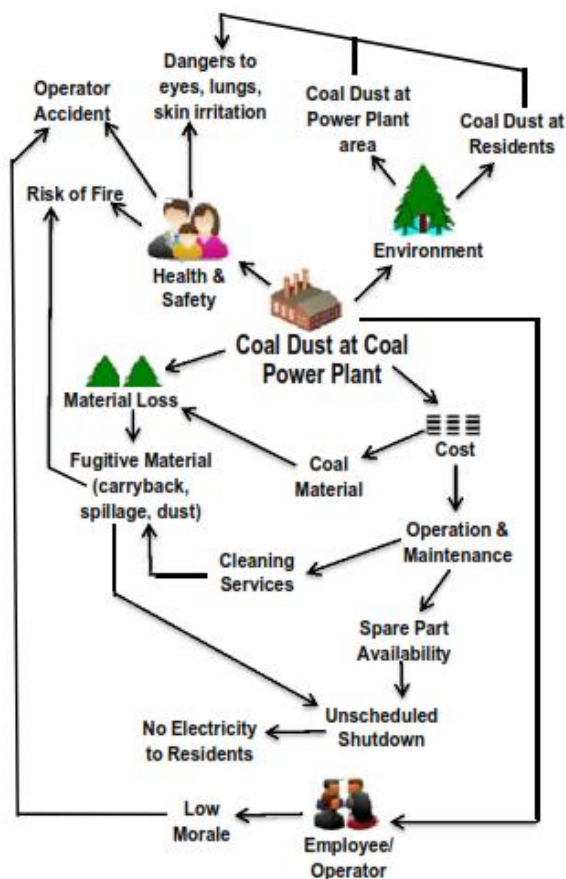 Dangers to
eyes, lungs,
skin irritation
Operator
Accident
Coal Dust at
Power Plant
area
Coal Dust at
Residents
Risk of Fire
Environment
Health &
Safety
Coal Dust at Coal
Power Plant
Material Loss
Cost
Fugitive Material
(carryback,
spillage, dust)
Coal
Material
Operation &
Maintenance
Cleaning
Services
Spare Part
Availability
Unscheduled
Shutdown
No Electricity
to Residents
Low
Morale
Employee/
Operator